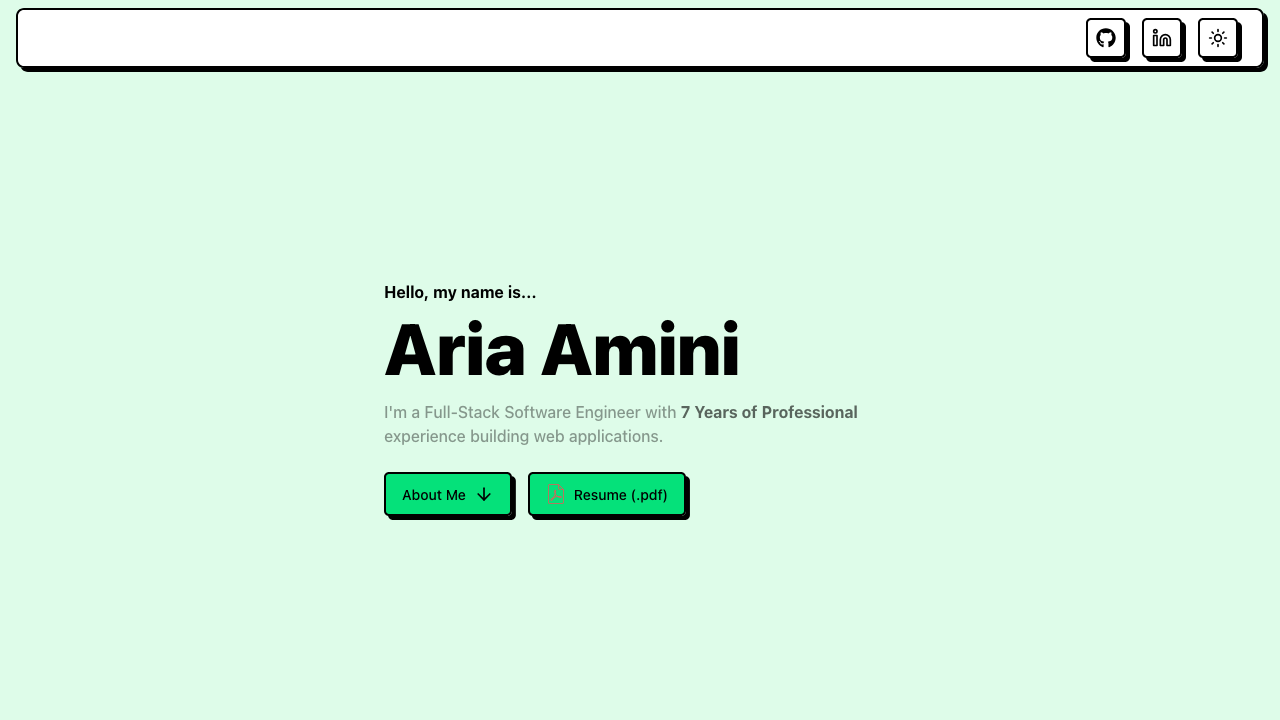 Hello, my name is...
Aria Amini
I'm a Full-Stack Software Engineer with 7 Years of Professional
experience building web applications.
About Me
Resume (.pdf)